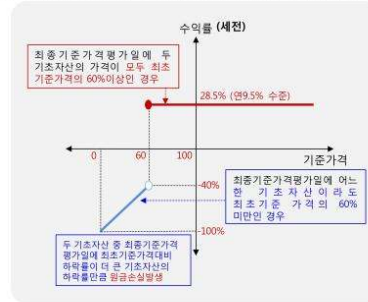 수익률 (세전)
최종기준가격평가일에 두
기초자산의 가격이 모두 최초
기준가격의 60%이상인 경우
28.5% (연9.5% 수준)
0
60
100
기준가격
-40%
최종기준가격평가일에 어느
한 기초자산이라도
최초기준 가격의 60%
미만인 경우
-100%
두 기초자산 중 최종기준가격
평가일에 최초기준가격대비
하락률이 더 큰 기초자산의
하락률만큼 원금손실발생